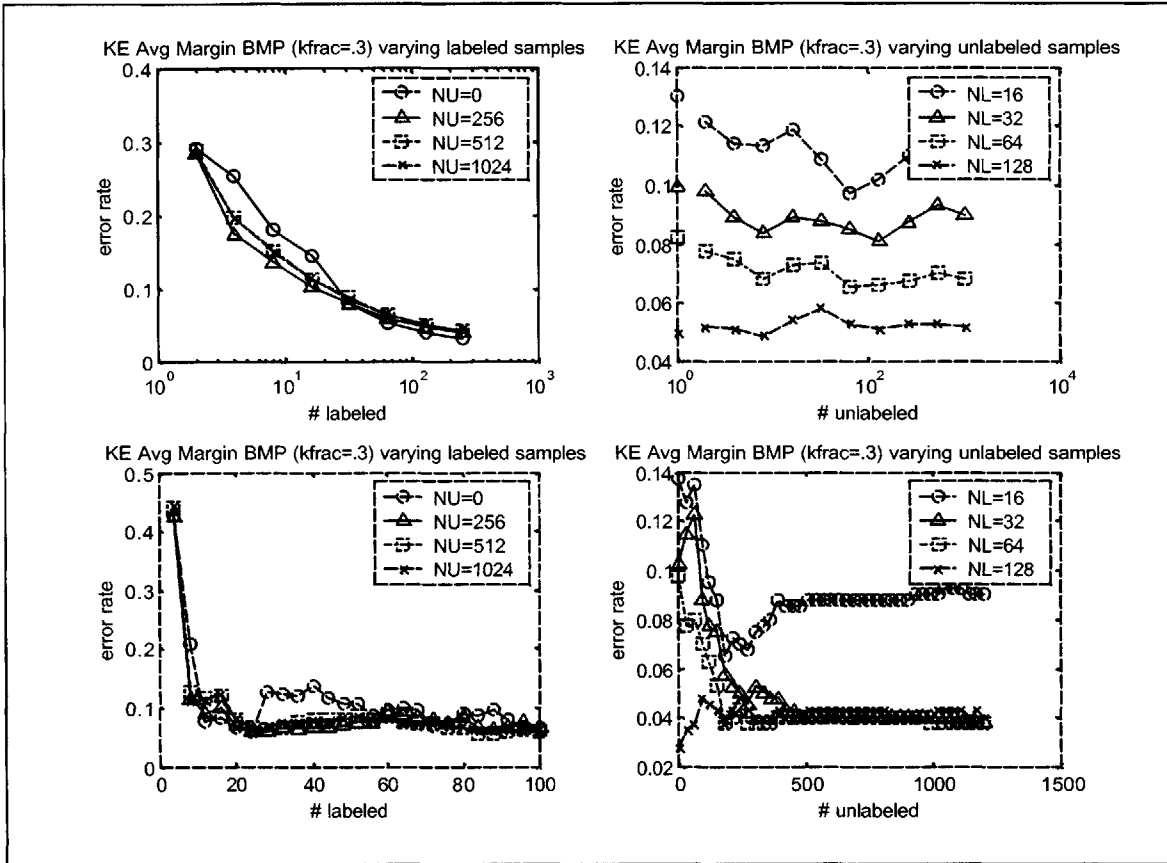 KE Avg Margin BMP (kfrac=.3) varying labeled samples
0.4
0.3
0.2
0.1
0
error rate
NU=0
NU=256
NU=512
NU=1024
10^0
10^1
10^2
10^3
# labeled
KE Avg Margin BMP (kfrac=.3) varying unlabeled samples
0.14
0.12
0.1
0.08
0.06
0.04
error rate
NL=16
NL=32
NL=64
NL=128
10^0
10^2
10^4
# unlabeled
KE Avg Margin BMP (kfrac=.3) varying labeled samples
0.5
0.4
0.3
0.2
0.1
0
error rate
NU=0
NU=256
NU=512
NU=1024
0
20
40
60
80
100
# labeled
KE Avg Margin BMP (kfrac=.3) varying unlabeled samples
0.14
0.12
0.1
0.08
0.06
0.04
0.02
error rate
NL=16
NL=32
NL=64
NL=128
0
500
1000
1500
# unlabeled